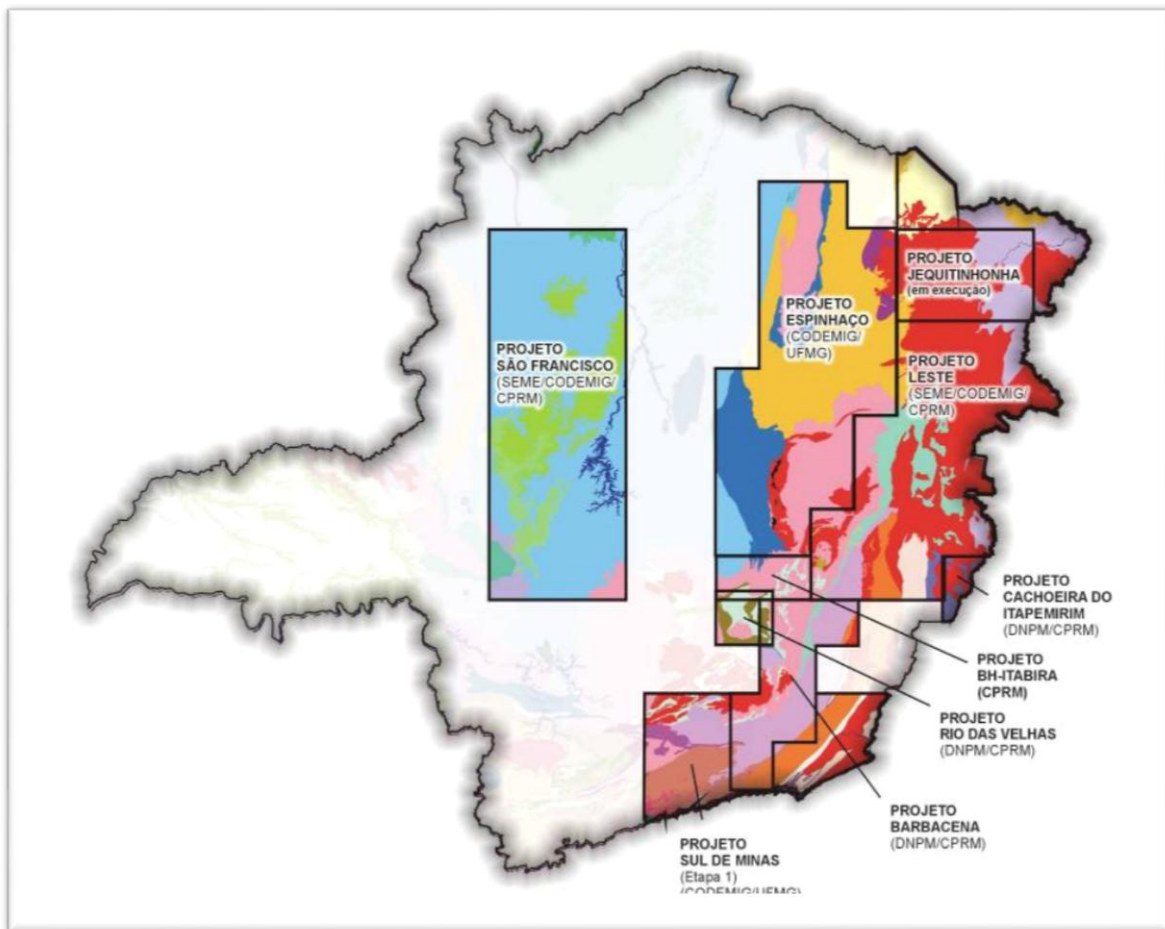 PROJETO
JEQUITINHONHA
(em execução)
PROJETO
ESPINHAÇO
(CODEMIG/
UFMG)
PROJETO
SÃO FRANCISCO
(SEME/CODEMIG/
CPRM)
PROJETO
LESTE
(SEME/CODEMIG/
CPRM)
PROJETO
CACHOEIRA DO
ITAPEMIRIM
(DNPM/CPRM)
PROJETO
BH-ITABIRA
(CPRM)
PROJETO
RIO DAS VELHAS
(DNPM/CPRM)
PROJETO
BARBACENA
(DNPM/CPRM)
PROJETO
SUL DE MINAS
(Etapa 1)
(CODEMIG/UFMG)